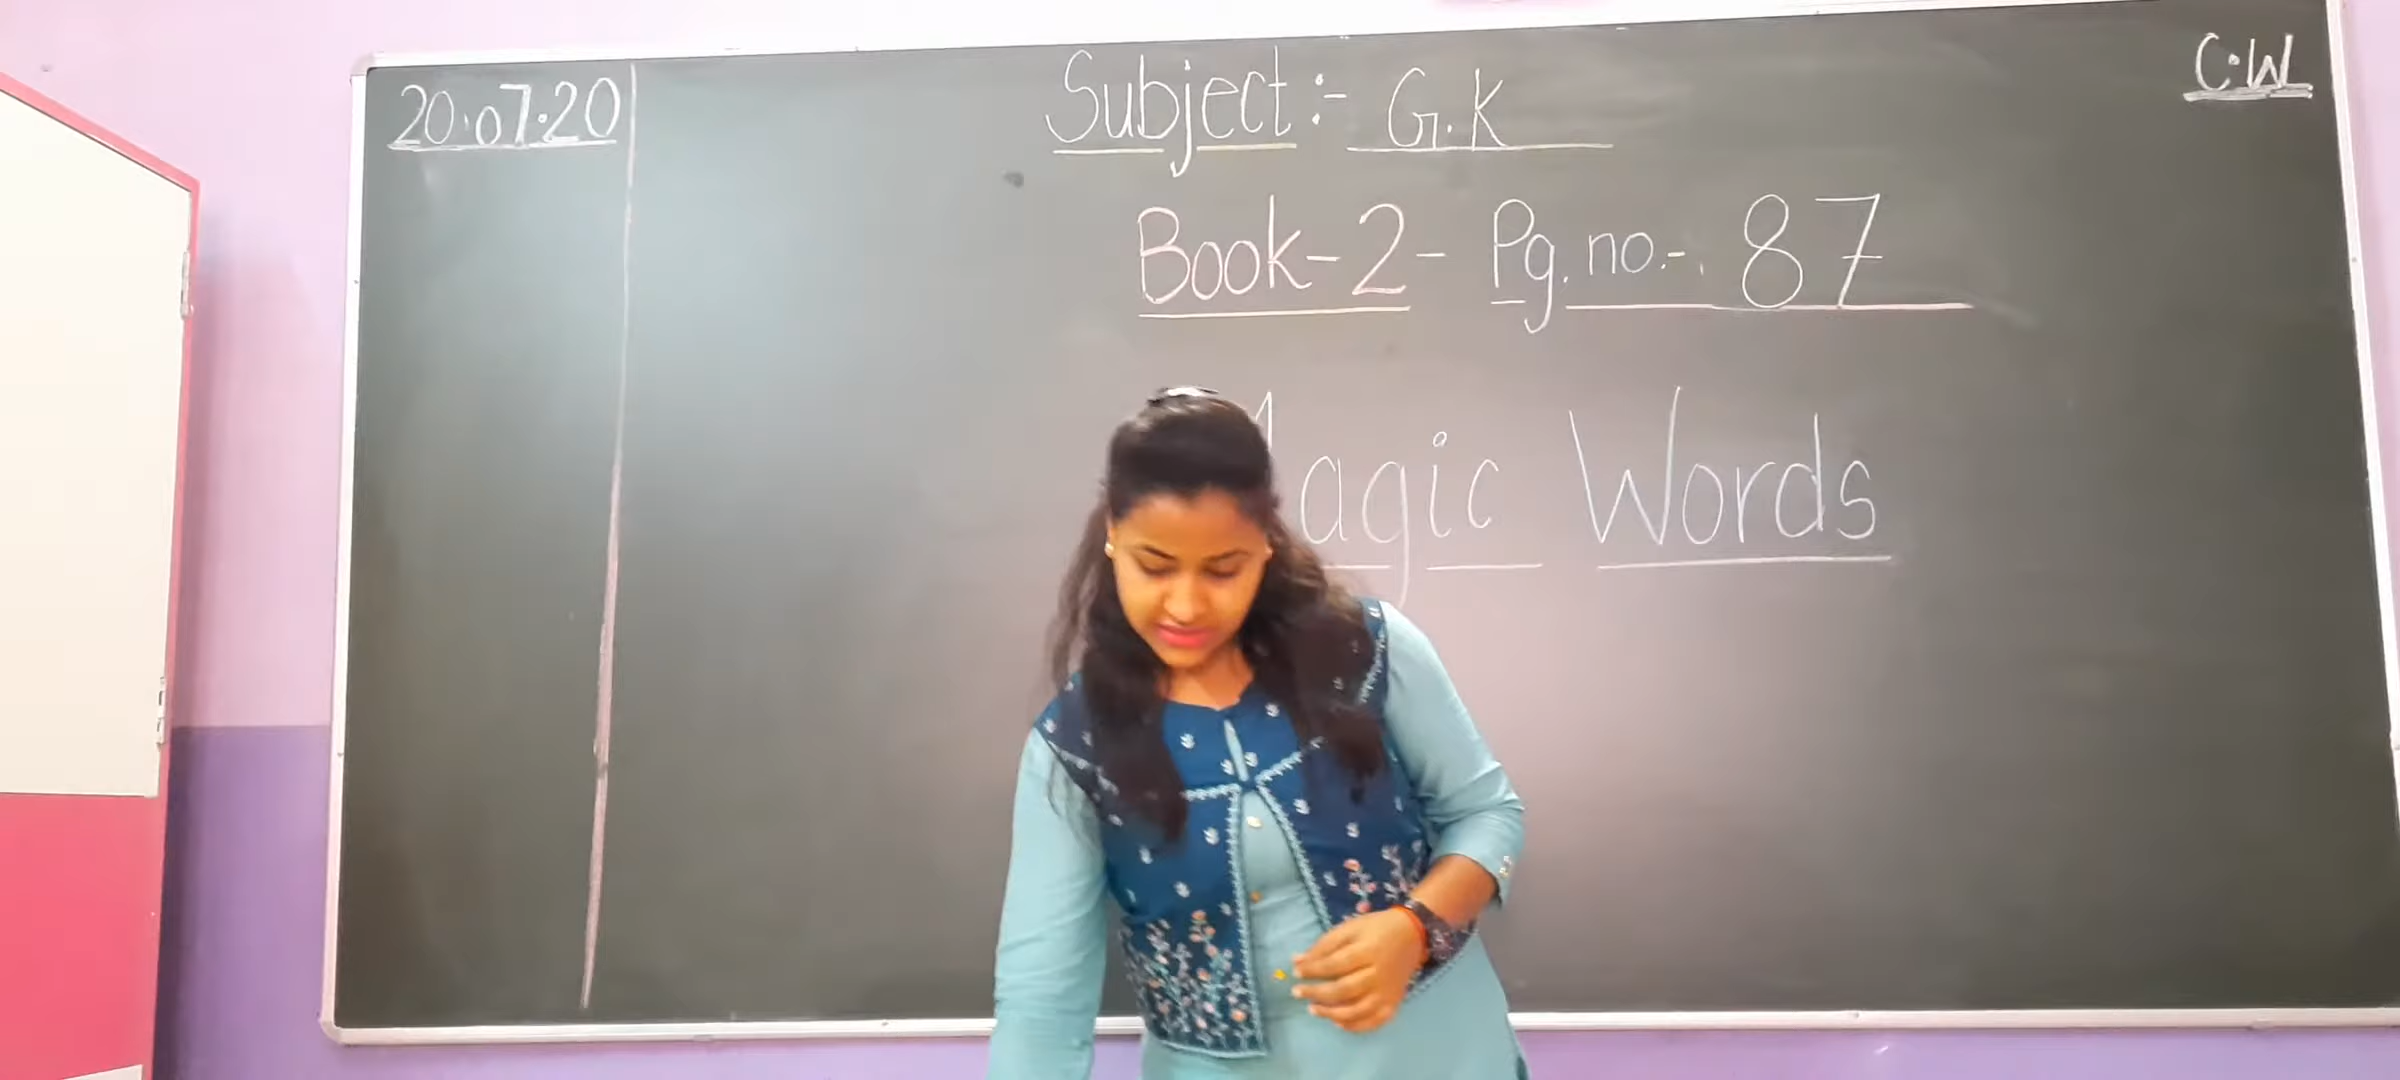 20.07.20
Subject :- G.K
C.W
Book-2- Pg. no.-. 87
Magic Words